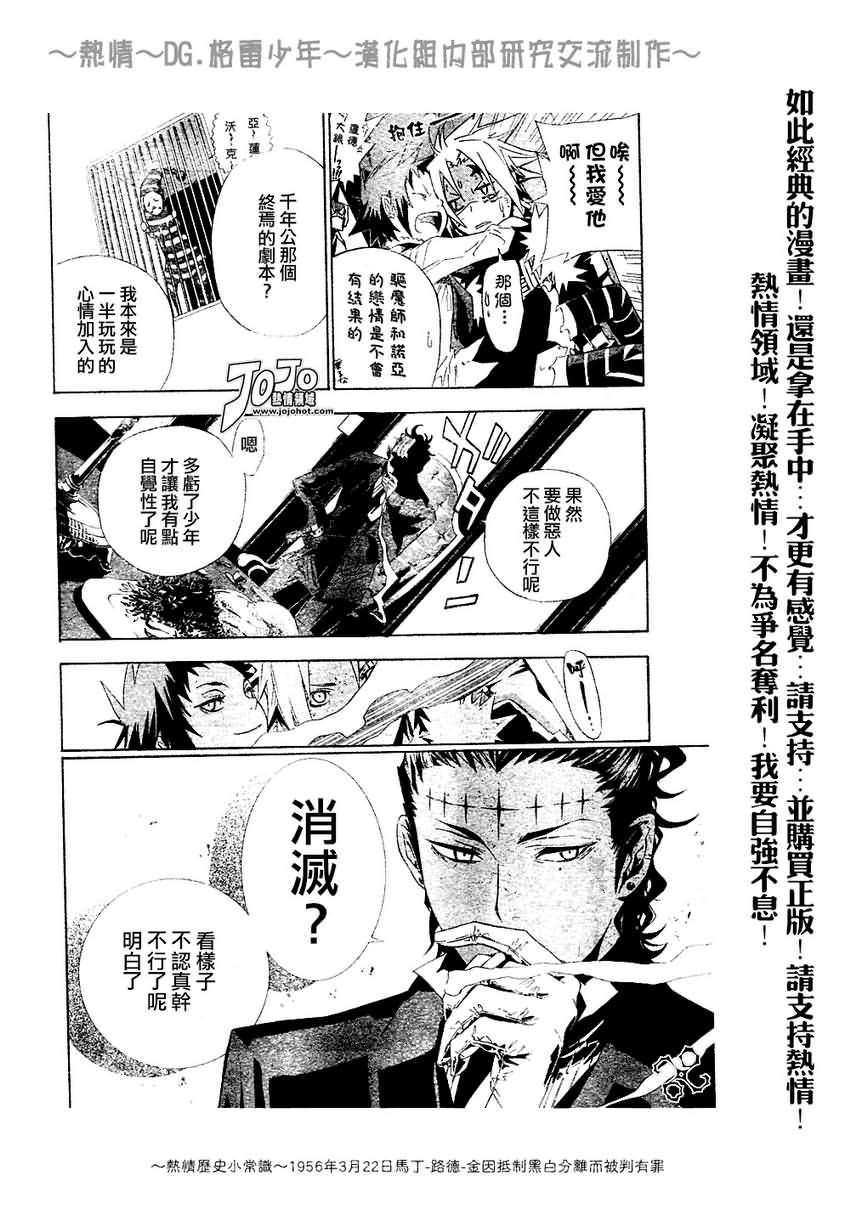 ～熱情～DG.格雷少年～漢化組内部研究交流制作～
如此經典的漫畫！還是拿在手中…才更有感覺…請支持…並購買正版！請支持熱情！
熱情領域！凝聚熱情！不為爭名奪利！我要自強不息！
唉～～
但我愛他
啊～～
抱住
那個…
驅魔師和諾亞
的戀情是不會
有結果的
亞～蓮
沃～克～
千年公那個
終焉的劇本？
我本來是
一半玩玩的
心情加入的
JOJO
熱情領域
www.jojohot.com
果然
要做惡人
不這樣不行呢
嗯
多虧了少年
才讓我有點
自覺性了呢
呼…
消滅？
看樣子
不認真幹
不行了呢
明白了
～熱情歷史小常識～1956年3月22日馬丁-路德-金因抵制黑白分離而被判有罪